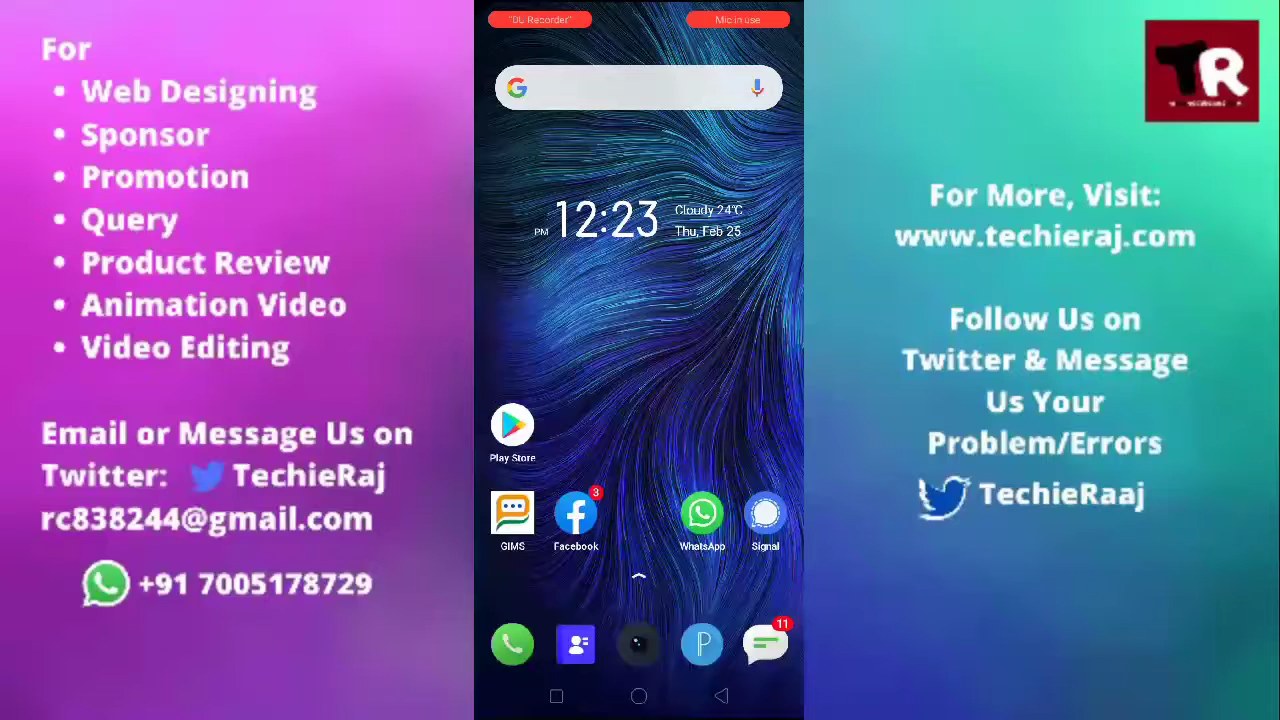 For
• Web Designing
• Sponsor
• Promotion
• Query
• Product Review
• Animation Video
• Video Editing
Email or Message Us on
Twitter: TechieRaj
rc838244@gmail.com
+91 7005178729
"DU Recorder" Mic in use
G
PM 12:23
Cloudy 24°C
Thu, Feb 25
Play Store
3
GIMS Facebook WhatsApp Signal
11
TR
For More, Visit:
www.techieraj.com
Follow Us on
Twitter & Message
Us Your
Problem/Errors
TechieRaaj